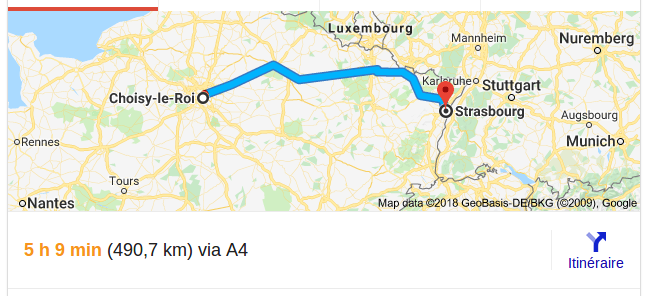 Luxembourg
Mannheim
Nuremberg
Karlsruhe
Stuttgart
Choisy-le-Roi
Strasbourg
Augsburg
Rennes
Munich
Tours
Nantes
Map data ©2018 GeoBasis-DE/BKG (©2009), Google
5 h 9 min (490,7 km) via A4
Itinéraire